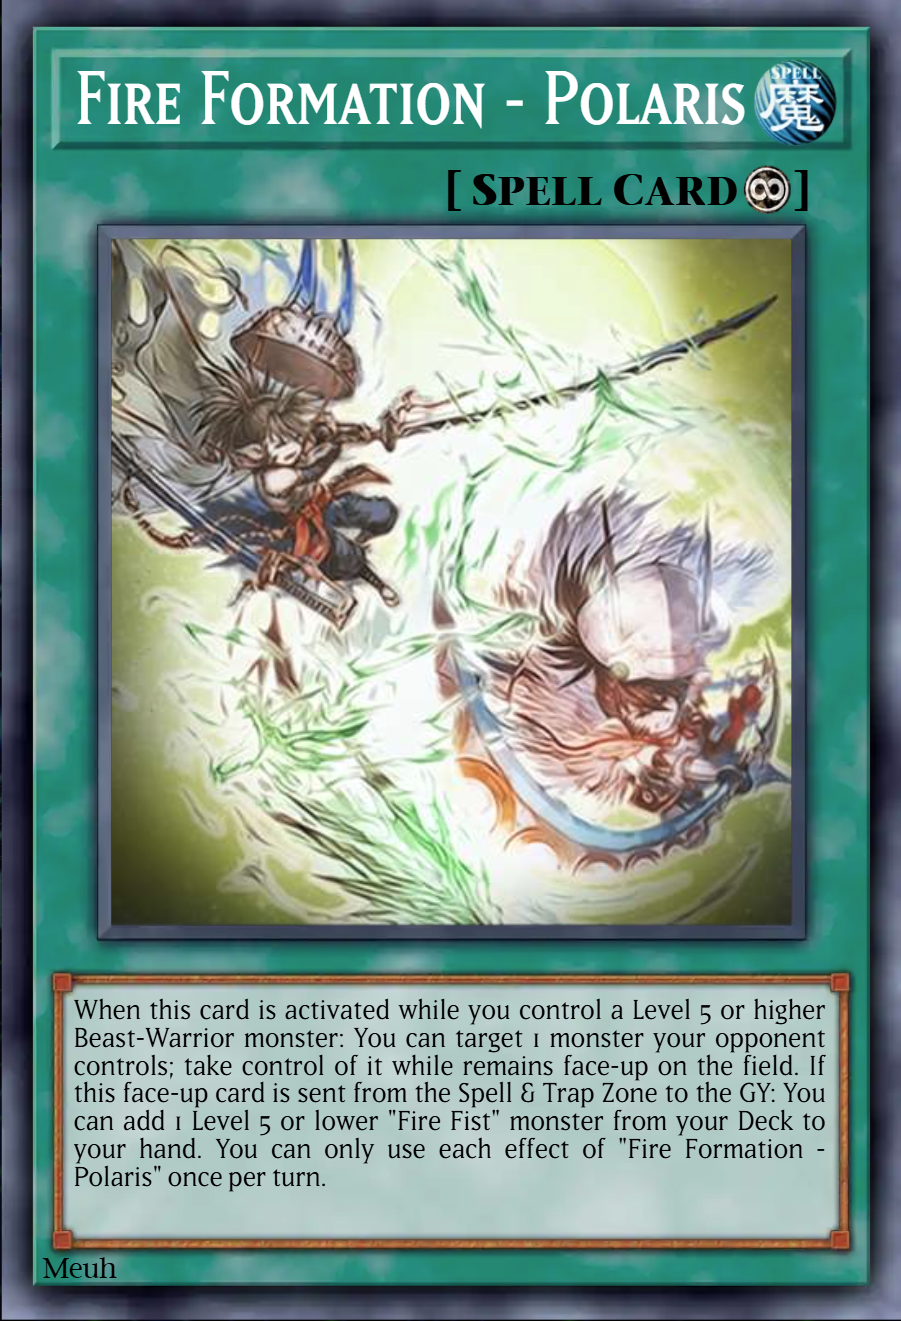 Fire Formation - Polaris
SPELL
魔
[ Spell Card ]
When this card is activated while you control a Level 5 or higher
Beast-Warrior monster: You can target 1 monster your opponent
controls; take control of it while remains face-up on the field. If
this face-up card is sent from the Spell & Trap Zone to the GY: You
can add 1 Level 5 or lower "Fire Fist" monster from your Deck to
your hand. You can only use each effect of "Fire Formation -
Polaris" once per turn.
Meuh